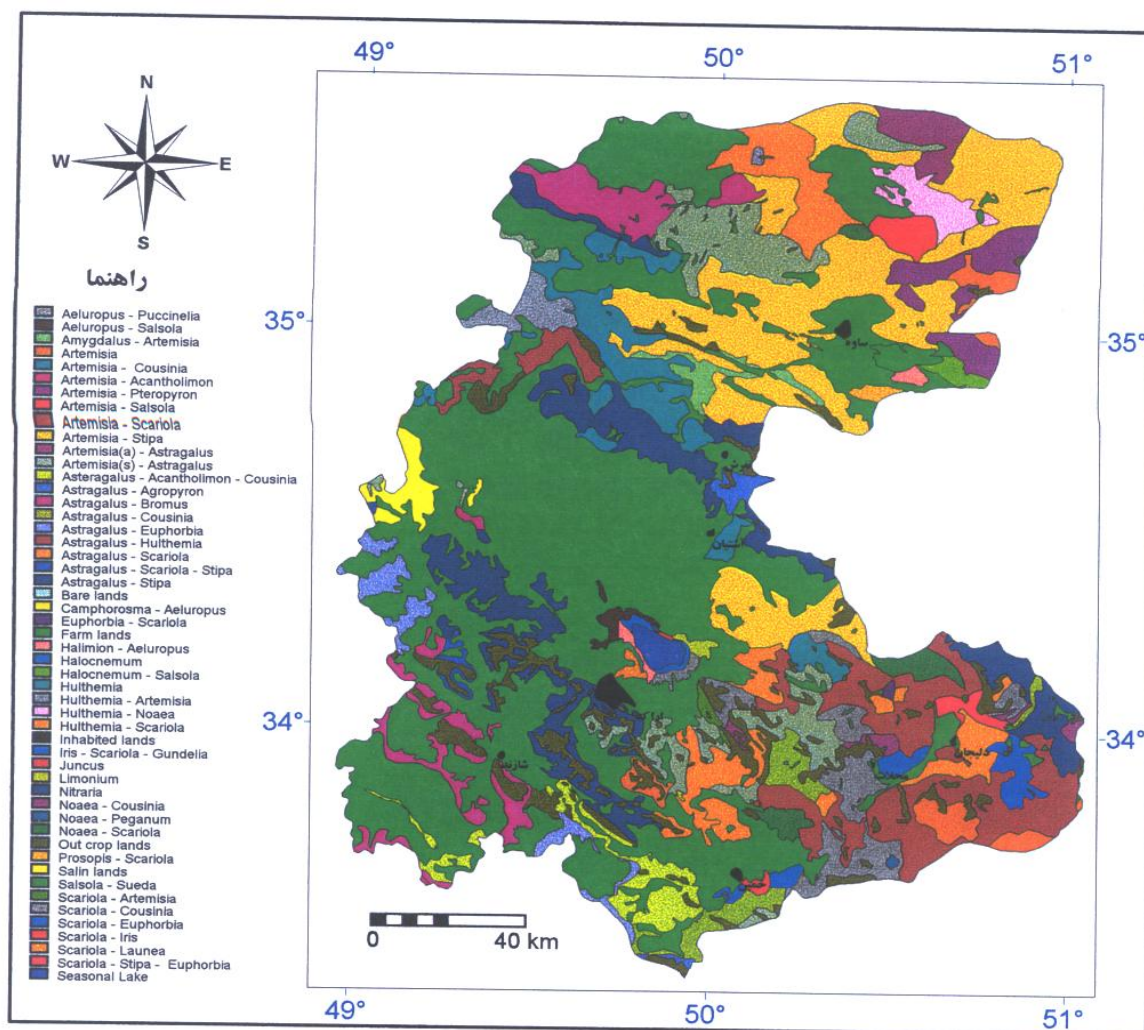 49°
50°
51°
N
W
E
S
راهنما
Aeluropus - Puccinelia
Aeluropus - Salsola
Amygdalus - Artemisia
Artemisia
Artemisia - Cousinia
Artemisia - Acantholimon
Artemisia - Pteropyron
Artemisia - Salsola
Artemisia - Scariola
Artemisia - Stipa
Artemisia(a) - Astragalus
Artemisia(s) - Astragalus
Asteragalus - Acantholimon - Cousinia
Astragalus - Agropyron
Astragalus - Bromus
Astragalus - Cousinia
Astragalus - Euphorbia
Astragalus - Hulthemia
Astragalus - Scariola
Astragalus - Scariola - Stipa
Astragalus - Stipa
Bare lands
Camphorosma - Aeluropus
Euphorbia - Scariola
Farm lands
Halimion - Aeluropus
Halocnemum
Halocnemum - Salsola
Hulthemia
Hulthemia - Artemisia
Hulthemia - Noaea
Hulthemia - Scariola
Inhabited lands
Iris - Scariola - Gundelia
Juncus
Limonium
Nitraria
Noaea - Cousinia
Noaea - Peganum
Noaea - Scariola
Out crop lands
Prosopis - Scariola
Salin lands
Salsola - Sueda
Scariola - Artemisia
Scariola - Cousinia
Scariola - Euphorbia
Scariola - Iris
Scariola - Launea
Scariola - Stipa - Euphorbia
Seasonal Lake
35°
35°
ساوه
آشتیان
34°
34°
دلیجان
محلات
شازند
0
40 km
49°
50°
51°